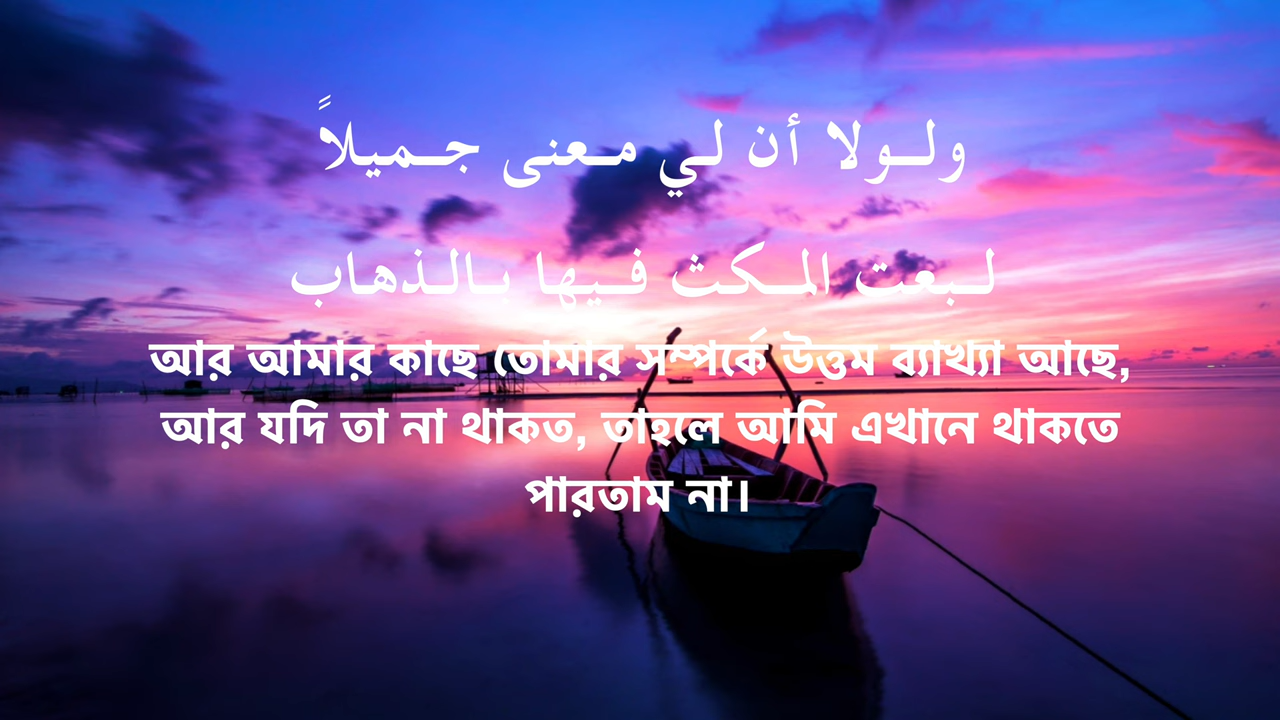 ولولا أن لي معنى جميلاً
لبعت المكث فيها بالذهاب
আর আমার কাছে তোমার সম্পর্কে উত্তম ব্যাখ্যা আছে,
আর যদি তা না থাকত, তাহলে আমি এখানে থাকতে
পারতাম না।